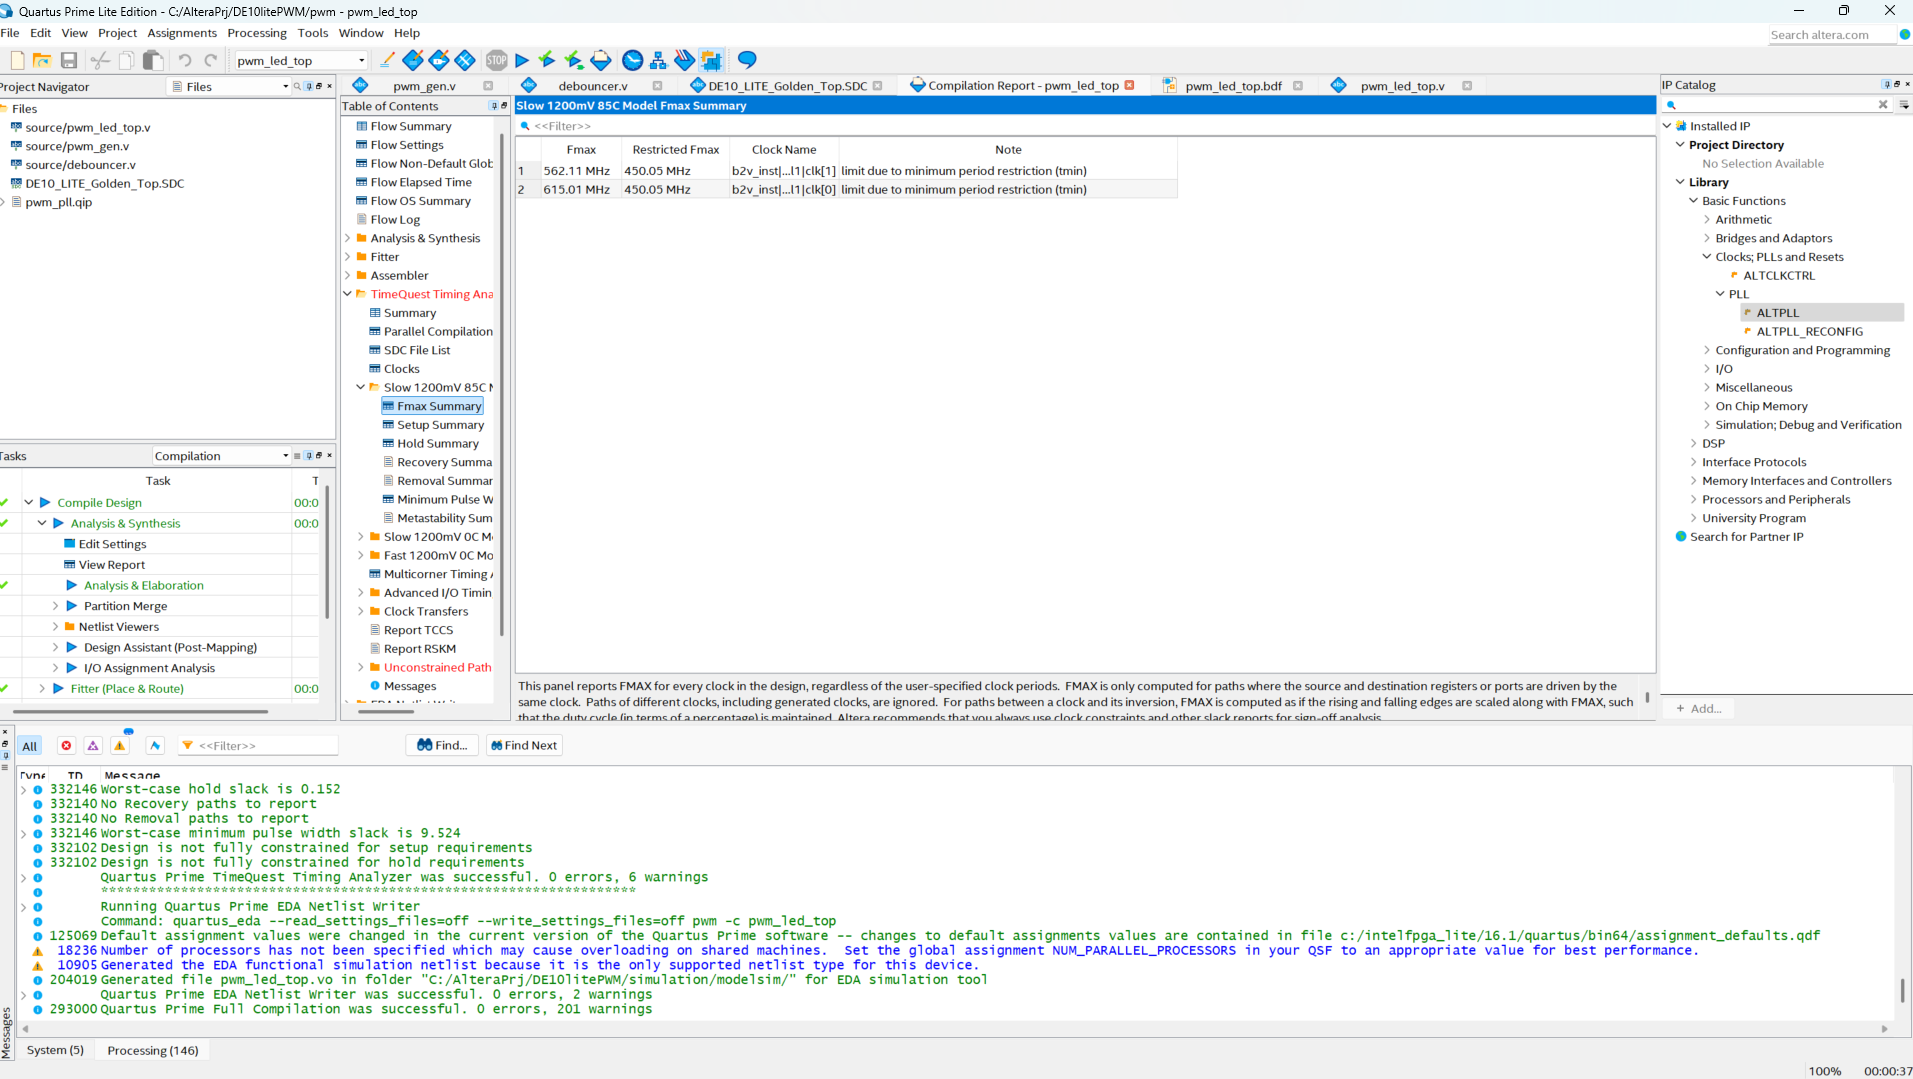 Quartus Prime Lite Edition - C:/AlteraPrj/DE10litePWM/pwm - pwm_led_top
File Edit View Project Assignments Processing Tools Window Help
Search altera.com
pwm_led_top
STOP
Project Navigator
Files
Files
source/pwm_led_top.v
source/pwm_gen.v
source/debouncer.v
DE10_LITE_Golden_Top.SDC
pwm_pll.qip
Tasks
Compilation
Task
T
Compile Design 00:0
Analysis & Synthesis 00:0
Edit Settings
View Report
Analysis & Elaboration
Partition Merge
Netlist Viewers
Design Assistant (Post-Mapping)
I/O Assignment Analysis
Fitter (Place & Route) 00:0
pwm_gen.v
debouncer.v
DE10_LITE_Golden_Top.SDC
Compilation Report - pwm_led_top
pwm_led_top.bdf
pwm_led_top.v
Table of Contents
Flow Summary
Flow Settings
Flow Non-Default Glob
Flow Elapsed Time
Flow OS Summary
Flow Log
Analysis & Synthesis
Fitter
Assembler
TimeQuest Timing Ana
Summary
Parallel Compilation
SDC File List
Clocks
Slow 1200mV 85C M
Fmax Summary
Setup Summary
Hold Summary
Recovery Summa
Removal Summar
Minimum Pulse W
Metastability Sum
Slow 1200mV 0C Mo
Fast 1200mV 0C Mo
Multicorner Timing A
Advanced I/O Timin
Clock Transfers
Report TCCS
Report RSKM
Unconstrained Path
Messages
Slow 1200mV 85C Model Fmax Summary
<<Filter>>
Fmax Restricted Fmax Clock Name Note
1 562.11 MHz 450.05 MHz b2v_inst|...l1|clk[1] limit due to minimum period restriction (tmin)
2 615.01 MHz 450.05 MHz b2v_inst|...l1|clk[0] limit due to minimum period restriction (tmin)
This panel reports FMAX for every clock in the design, regardless of the user-specified clock periods. FMAX is only computed for paths where the source and destination registers or ports are driven by the
same clock. Paths of different clocks, including generated clocks, are ignored. For paths between a clock and its inversion, FMAX is computed as if the rising and falling edges are scaled along with FMAX, such
that the duty cycle (in terms of a percentage) is maintained. Altera recommends that you always use clock constraints and other slack reports for sign-off analysis.
IP Catalog
Installed IP
Project Directory
No Selection Available
Library
Basic Functions
Arithmetic
Bridges and Adaptors
Clocks; PLLs and Resets
ALTCLKCTRL
PLL
ALTPLL
ALTPLL_RECONFIG
Configuration and Programming
I/O
Miscellaneous
On Chip Memory
Simulation; Debug and Verification
DSP
Interface Protocols
Memory Interfaces and Controllers
Processors and Peripherals
University Program
Search for Partner IP
+ Add...
All
<<Filter>>
Find...
Find Next
Type ID Message
332146 Worst-case hold slack is 0.152
332140 No Recovery paths to report
332140 No Removal paths to report
332146 Worst-case minimum pulse width slack is 9.524
332102 Design is not fully constrained for setup requirements
332102 Design is not fully constrained for hold requirements
Quartus Prime TimeQuest Timing Analyzer was successful. 0 errors, 6 warnings
*******************************************************************
Running Quartus Prime EDA Netlist Writer
Command: quartus_eda --read_settings_files=off --write_settings_files=off pwm -c pwm_led_top
125069 Default assignment values were changed in the current version of the Quartus Prime software -- changes to default assignments values are contained in file c:/intelfpga_lite/16.1/quartus/bin64/assignment_defaults.qdf
18236 Number of processors has not been specified which may cause overloading on shared machines. Set the global assignment NUM_PARALLEL_PROCESSORS in your QSF to an appropriate value for best performance.
10905 Generated the EDA functional simulation netlist because it is the only supported netlist type for this device.
204019 Generated file pwm_led_top.vo in folder "C:/AlteraPrj/DE10litePWM/simulation/modelsim/" for EDA simulation tool
Quartus Prime EDA Netlist Writer was successful. 0 errors, 2 warnings
293000 Quartus Prime Full Compilation was successful. 0 errors, 201 warnings
Messages
System (5)
Processing (146)
100% 00:00:37